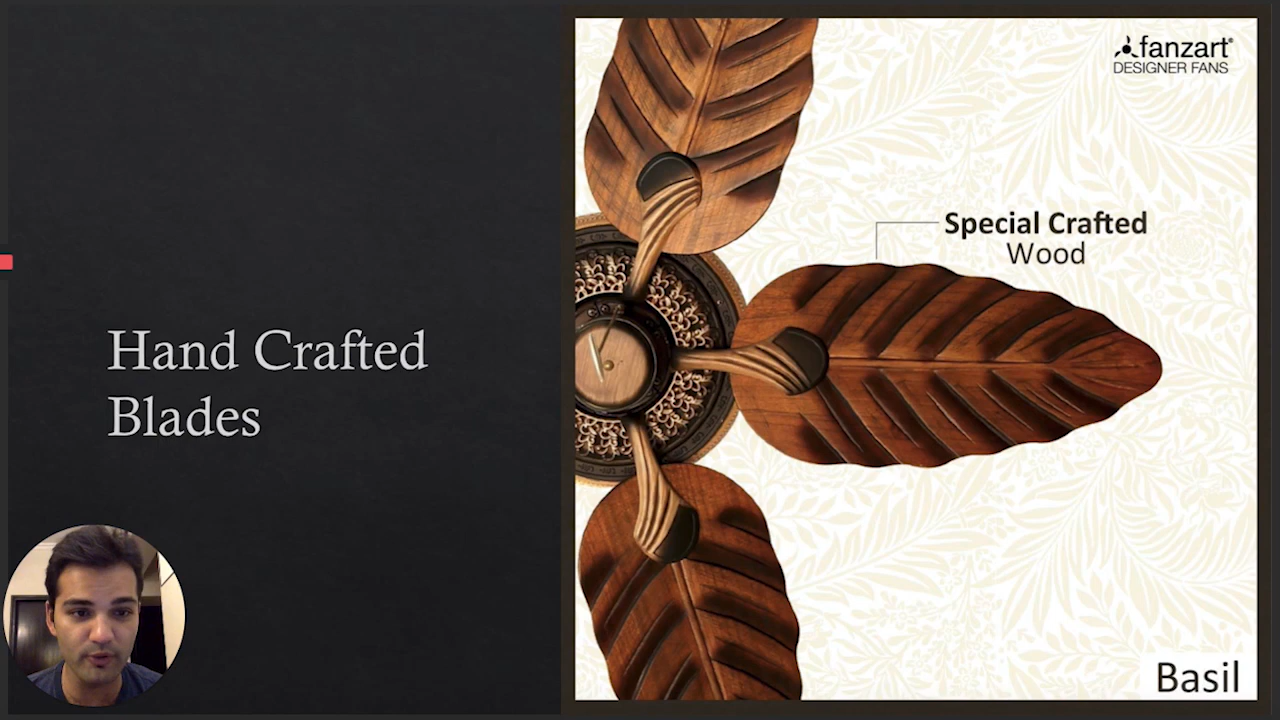 Hand Crafted
Blades
fanzart®
DESIGNER FANS
Special Crafted
Wood
Basil